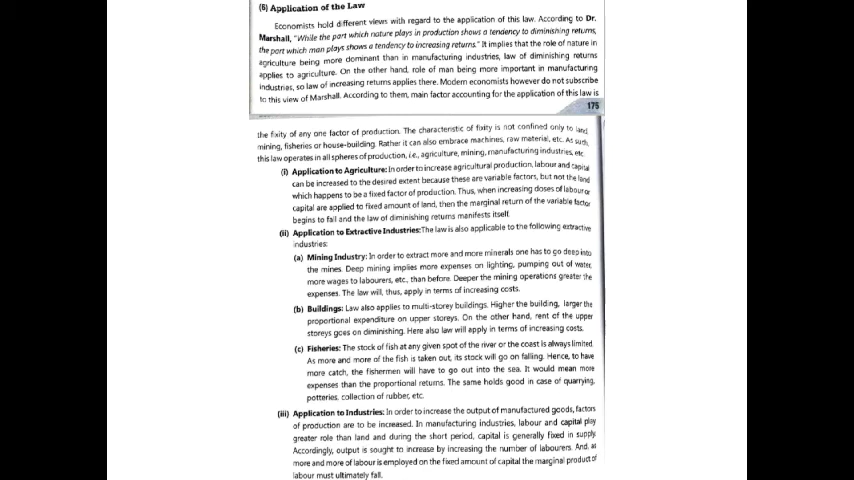 (6) Application of the Law
Economists hold different views with regard to the application of this law. According to Dr.
Marshall, "While the part which nature plays in production shows a tendency to diminishing returns,
the part which man plays shows a tendency to increasing returns." It implies that the role of nature in
agriculture being more dominant than in manufacturing industries, law of diminishing returns
applies to agriculture. On the other hand, role of man being more important in manufacturing
industries, so law of increasing returns applies there. Modern economists however do not subscribe
to this view of Marshall. According to them, main factor accounting for the application of this law is
175
the fixity of any one factor of production. The characteristic of fixity is not confined only to land,
mining, fisheries or house-building. Rather it can also embrace machines, raw material, etc. As such,
this law operates in all spheres of production, i.e., agriculture, mining, manufacturing industries, etc.
(i) Application to Agriculture: In order to increase agricultural production, labour and capital
can be increased to the desired extent because these are variable factors, but not the land
which happens to be a fixed factor of production. Thus, when increasing doses of labour or
capital are applied to fixed amount of land, then the marginal return of the variable factor
begins to fall and the law of diminishing returns manifests itself.
(ii) Application to Extractive Industries: The law is also applicable to the following extractive
industries:
(a) Mining Industry: In order to extract more and more minerals one has to go deep into
the mines. Deep mining implies more expenses on lighting, pumping out of water,
more wages to labourers, etc., than before. Deeper the mining operations greater the
expenses. The law will, thus, apply in terms of increasing costs.
(b) Buildings: Law also applies to multi-storey buildings. Higher the building, larger the
proportional expenditure on upper storeys. On the other hand, rent of the upper
storeys goes on diminishing. Here also law will apply in terms of increasing costs.
(c) Fisheries: The stock of fish at any given spot of the river or the coast is always limited.
As more and more of the fish is taken out, its stock will go on falling. Hence, to have
more catch, the fishermen will have to go out into the sea. It would mean more
expenses than the proportional returns. The same holds good in case of quarrying,
potteries, collection of rubber, etc.
(iii) Application to Industries: In order to increase the output of manufactured goods, factors
of production are to be increased. In manufacturing industries, labour and capital play
greater role than land and during the short period, capital is generally fixed in supply.
Accordingly, output is sought to increase by increasing the number of labourers. And, as
more and more of labour is employed on the fixed amount of capital the marginal product of
labour must ultimately fall.